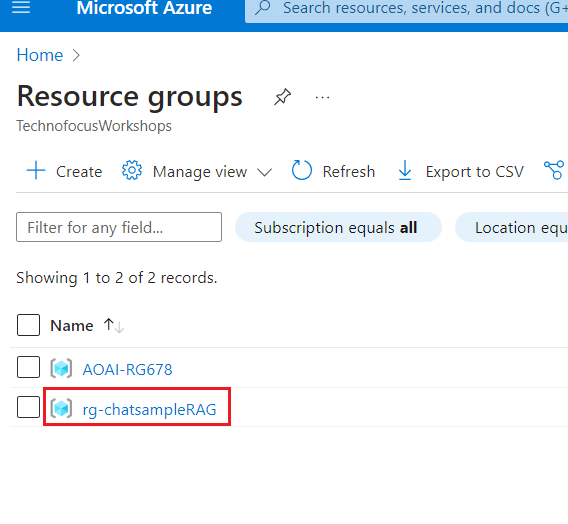 Microsoft Azure
Search resources, services, and docs (G+
Home
Resource groups
TechnofocusWorkshops
Create Manage view Refresh Export to CSV
Filter for any field... Subscription equals all Location equ
Showing 1 to 2 of 2 records.
Name
AOAI-RG678
rg-chatsampleRAG